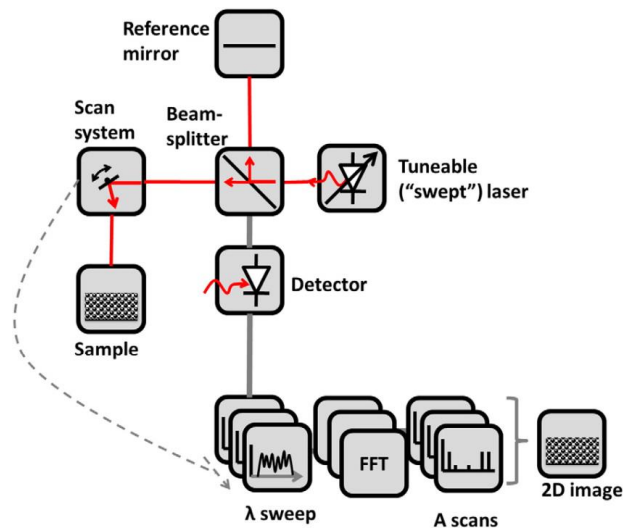 Reference
mirror
Scan
system
Beam-
splitter
Tuneable
(“swept”) laser
Detector
Sample
FFT
λ sweep
A scans
2D image